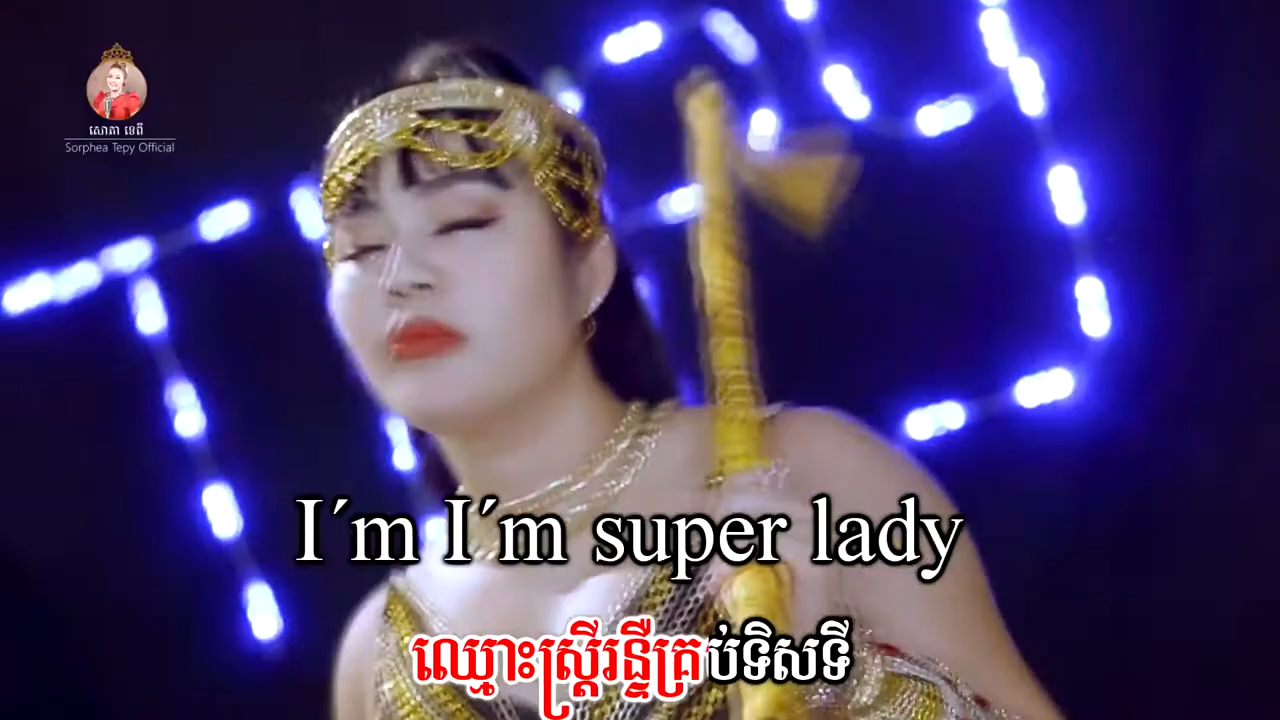 សោភា ទេពី
Sorphea Tepy Official
I´m I´m super lady
ឈ្មោះស្ត្រីរន្ទឺគ្រប់ទិសទី